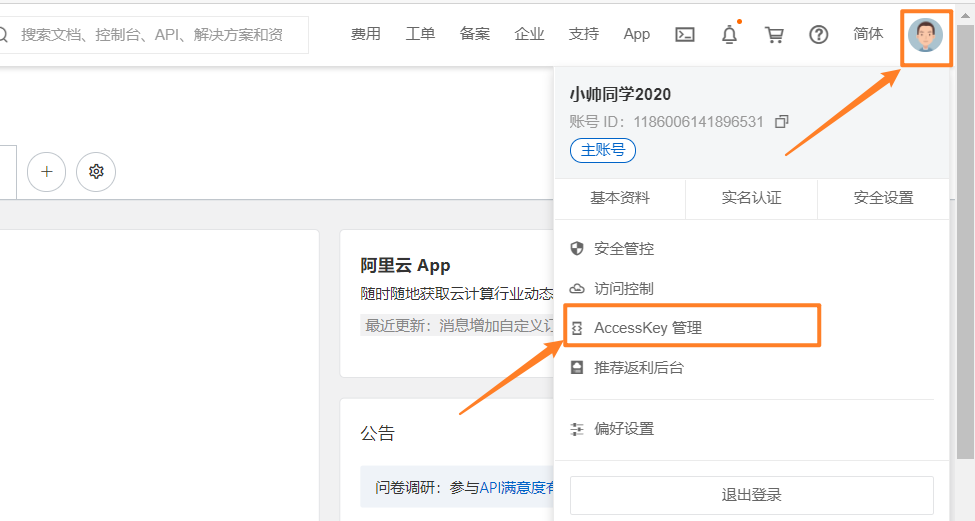 搜索文档、控制台、API、解决方案和资
费用 工单 备案 企业 支持 App 简体
小帅同学2020
账号 ID：1186006141896531
主账号
基本资料 实名认证 安全设置
安全管控
访问控制
AccessKey 管理
推荐返利后台
偏好设置
退出登录
阿里云 App
随时随地获取云计算行业动态
最近更新：消息增加自定义
公告
问卷调研：参与API满意度